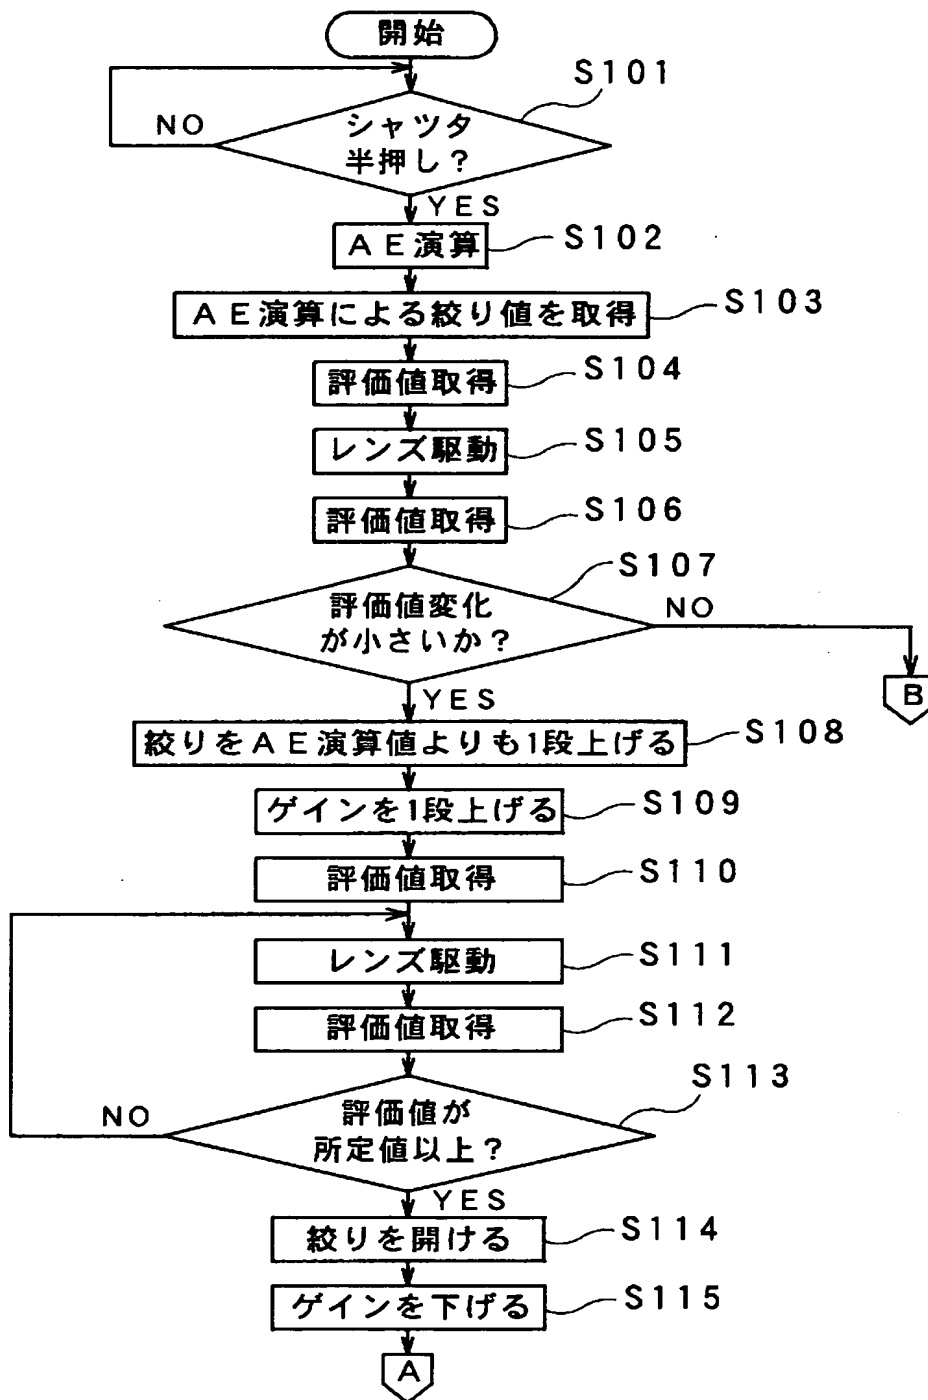 開始
S101
NO
シャツタ
半押し?
YES
AE演算
S102
AE演算による絞り値を取得
S103
評価値取得
S104
レンズ駆動
S105
評価値取得
S106
S107
評価値変化
が小さいか?
NO
B
YES
絞りをAE演算値よりも1段上げる
S108
ゲインを1段上げる
S109
評価値取得
S110
レンズ駆動
S111
評価値取得
S112
S113
NO
評価値が
所定値以上?
YES
絞りを開ける
S114
ゲインを下げる
S115
A